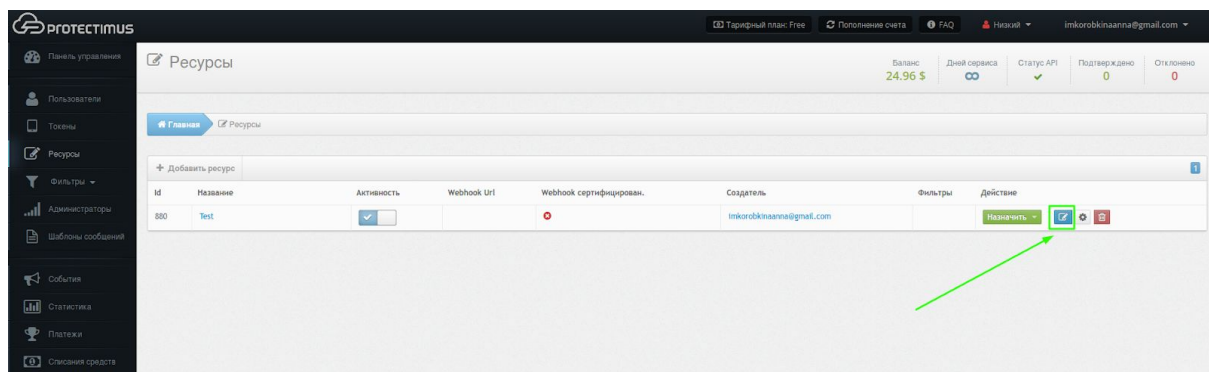 PROTECTIMUS
Тарифный план: Free
Пополнение счета
FAQ
Низкий
imkorobkinaanna@gmail.com
Панель управления
Пользователи
Токены
Ресурсы
Фильтры
Администраторы
Шаблоны сообщений
События
Статистика
Платежи
Списания средств
Ресурсы
Баланс Дней сервиса Статус API Подтверждено Отклонено
24.96 $ ∞ ✔ 0 0
Главная Ресурсы
+ Добавить ресурс 1
Id Название Активность Webhook Url Webhook сертифицирован. Создатель Фильтры Действие
880 Test imkorobkinaanna@gmail.com Назначить